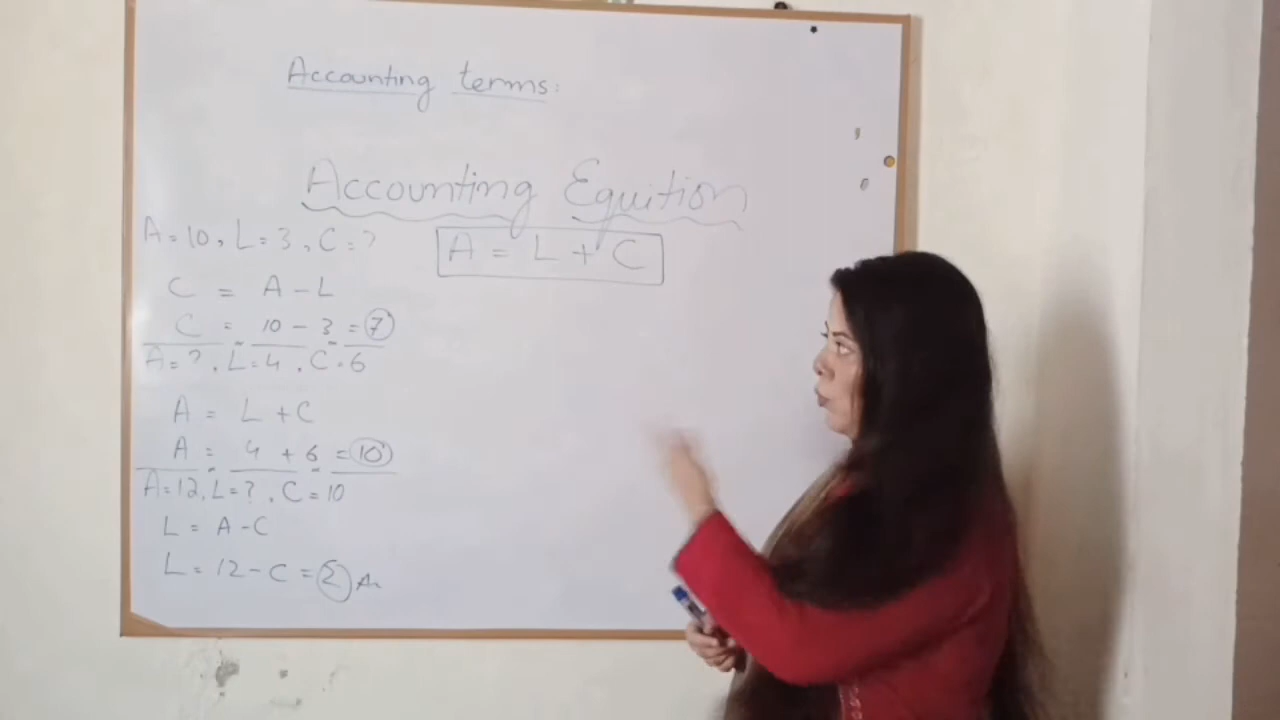 Accounting terms:
Accounting Equition
A = L + C
A = 10, L = 3, C = ?
C = A - L
C = 10 - 3 = 7
A = ?, L = 4, C = 6
A = L + C
A = 4 + 6 = 10
A = 12, L = ?, C = 10
L = A - C
L = 12 - C = 2